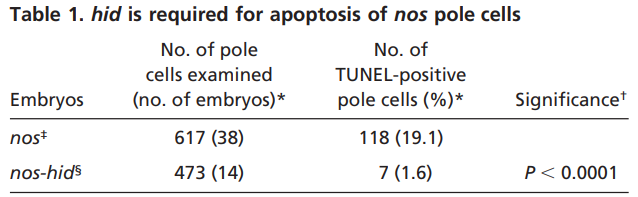 Table 1. hid is required for apoptosis of nos pole cells
No. of pole No. of
cells examined TUNEL-positive
Embryos (no. of embryos)* pole cells (%)* Significance†
nos‡ 617 (38) 118 (19.1)
nos-hid§ 473 (14) 7 (1.6) P < 0.0001